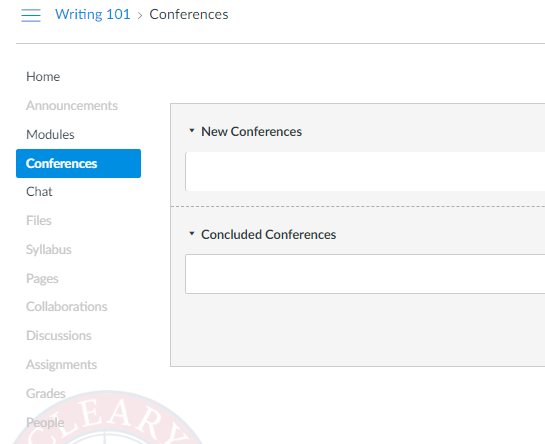 Writing 101 > Conferences
Home
Announcements
Modules
Conferences
Chat
Files
Syllabus
Pages
Collaborations
Discussions
Assignments
Grades
People
New Conferences
Concluded Conferences
CLEARY